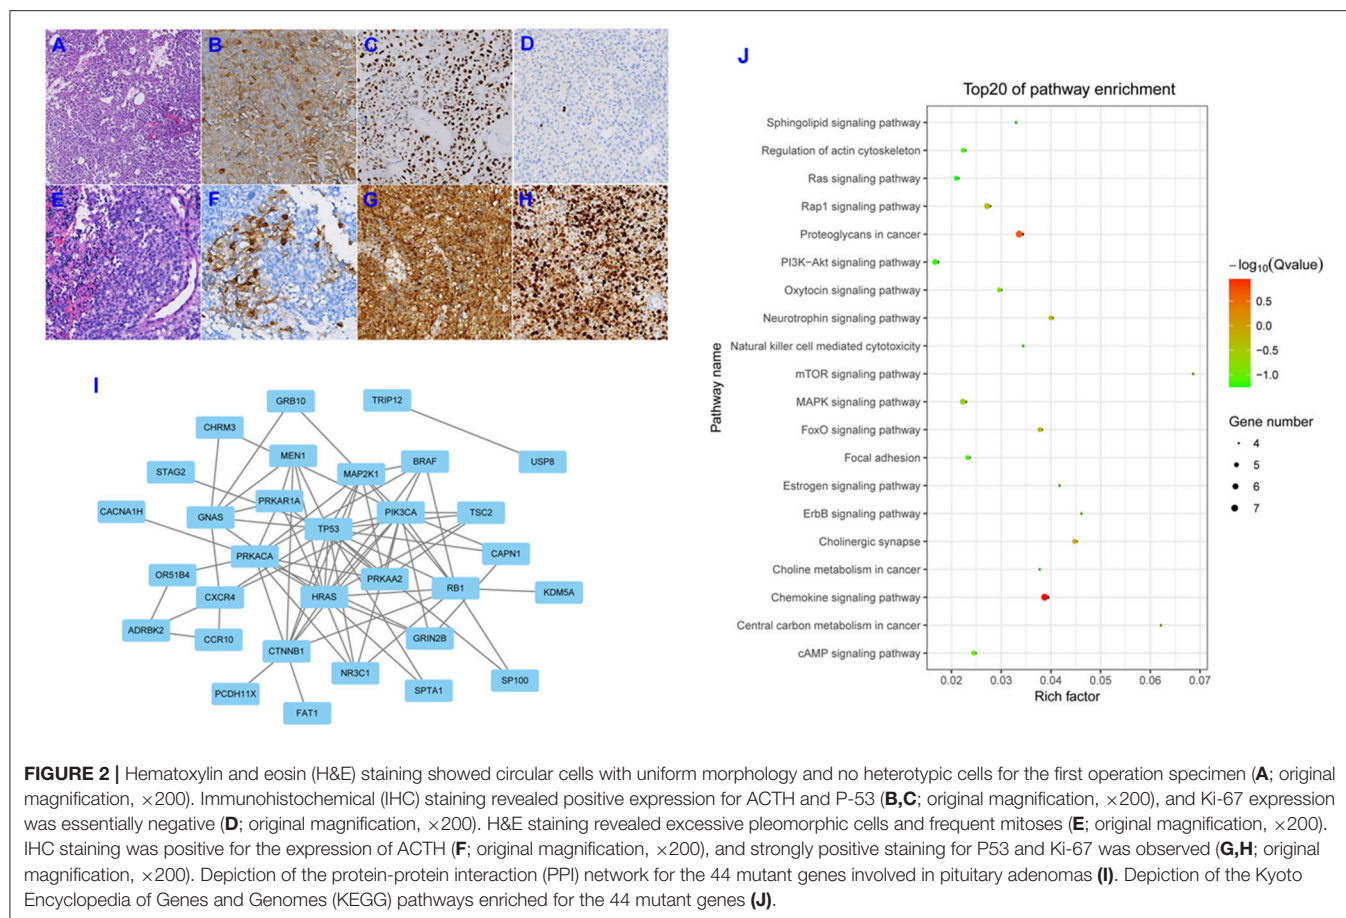 A
B
C
D
E
F
G
H
I
GRB10
TRIP12
CHRM3
MEN1
BRAF
STAG2
MAP2K1
USP8
PRKAR1A
CACNA1H
GNAS
PIK3CA
TSC2
TP53
PRKACA
CAPN1
OR51B4
PRKAA2
CXCR4
HRAS
RB1
KDM5A
ADRBK2
CCR10
GRIN2B
CTNNB1
NR3C1
SP100
PCDH11X
SPTA1
FAT1
J
Top20 of pathway enrichment
Pathway name
Sphingolipid signaling pathway
Regulation of actin cytoskeleton
Ras signaling pathway
Rap1 signaling pathway
Proteoglycans in cancer
PI3K−Akt signaling pathway
Oxytocin signaling pathway
Neurotrophin signaling pathway
Natural killer cell mediated cytotoxicity
mTOR signaling pathway
MAPK signaling pathway
FoxO signaling pathway
Focal adhesion
Estrogen signaling pathway
ErbB signaling pathway
Cholinergic synapse
Choline metabolism in cancer
Chemokine signaling pathway
Central carbon metabolism in cancer
cAMP signaling pathway
0.02 0.03 0.04 0.05 0.06 0.07
Rich factor
−log10(Qvalue)
0.5
0.0
−0.5
−1.0
Gene number
4
5
6
7
FIGURE 2 | Hematoxylin and eosin (H&E) staining showed circular cells with uniform morphology and no heterotypic cells for the first operation specimen (A; original
magnification, ×200). Immunohistochemical (IHC) staining revealed positive expression for ACTH and P-53 (B,C; original magnification, ×200), and Ki-67 expression
was essentially negative (D; original magnification, ×200). H&E staining revealed excessive pleomorphic cells and frequent mitoses (E; original magnification, ×200).
IHC staining was positive for the expression of ACTH (F; original magnification, ×200), and strongly positive staining for P53 and Ki-67 was observed (G,H; original
magnification, ×200). Depiction of the protein-protein interaction (PPI) network for the 44 mutant genes involved in pituitary adenomas (I). Depiction of the Kyoto
Encyclopedia of Genes and Genomes (KEGG) pathways enriched for the 44 mutant genes (J).